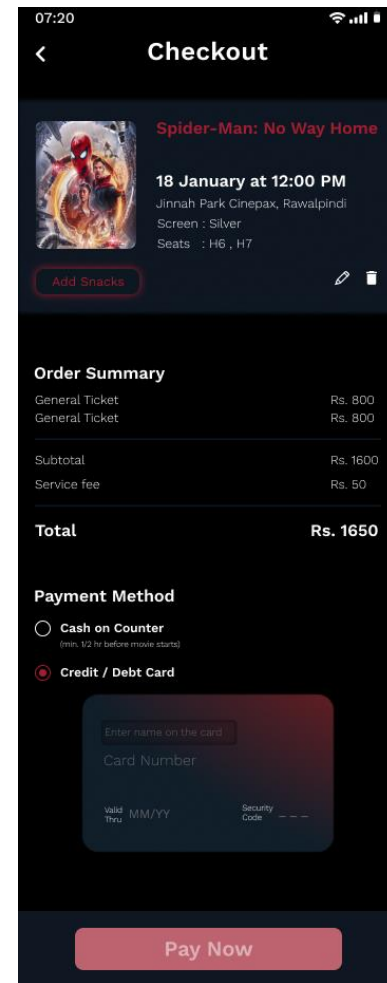 07:20
Checkout
Spider-Man: No Way Home
18 January at 12:00 PM
Jinnah Park Cinepax, Rawalpindi
Screen : Silver
Seats : H6 , H7
Add Snacks
Order Summary
General Ticket Rs. 800
General Ticket Rs. 800
Subtotal Rs. 1600
Service fee Rs. 50
Total Rs. 1650
Payment Method
Cash on Counter
(min. 1/2 hr before movie starts)
Credit / Debt Card
Enter name on the card
Card Number
Valid Thru MM/YY Security Code _ _ _
Pay Now